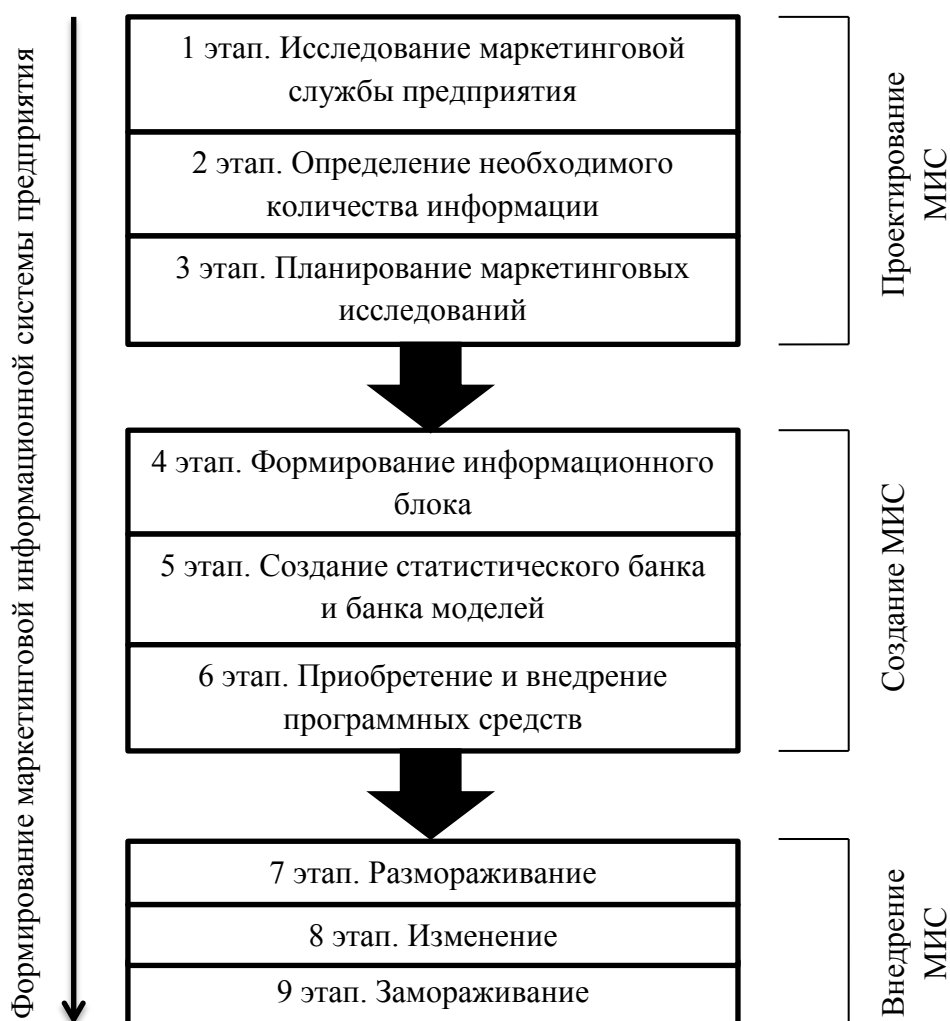 Формирование маркетинговой информационной системы предприятия
1 этап. Исследование маркетинговой
службы предприятия
2 этап. Определение необходимого
количества информации
3 этап. Планирование маркетинговых
исследований
Проектирование
МИС
4 этап. Формирование информационного
блока
5 этап. Создание статистического банка
и банка моделей
6 этап. Приобретение и внедрение
программных средств
Создание МИС
7 этап. Размораживание
8 этап. Изменение
9 этап. Замораживание
Внедрение
МИС